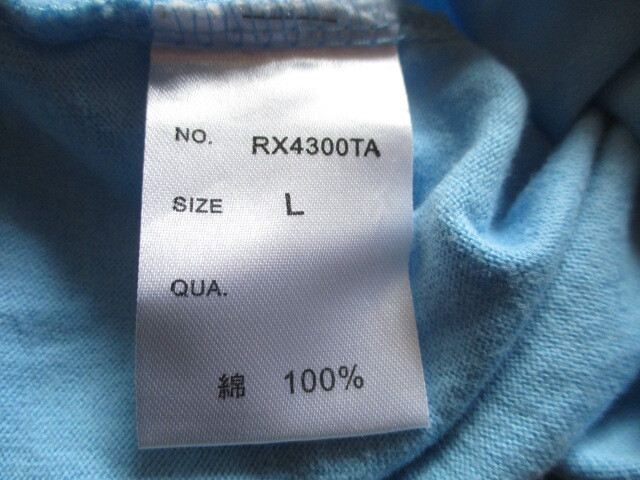 NO. RX4300TA
SIZE L
QUA.
綿 100%